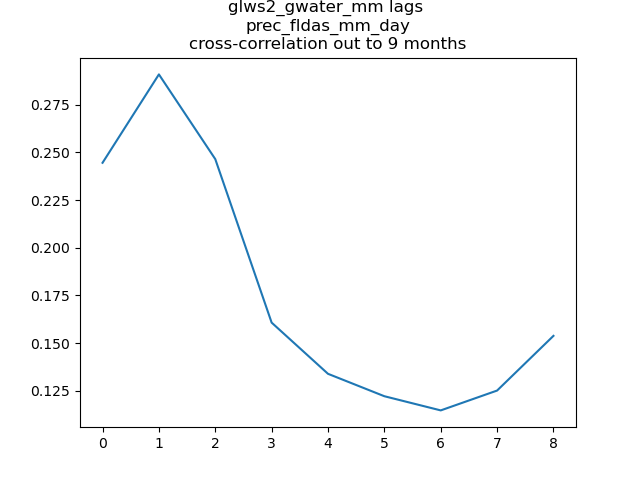 glws2_gwater_mm lags
prec_fldas_mm_day
cross-correlation out to 9 months
0.275
0.250
0.225
0.200
0.175
0.150
0.125
0 1 2 3 4 5 6 7 8